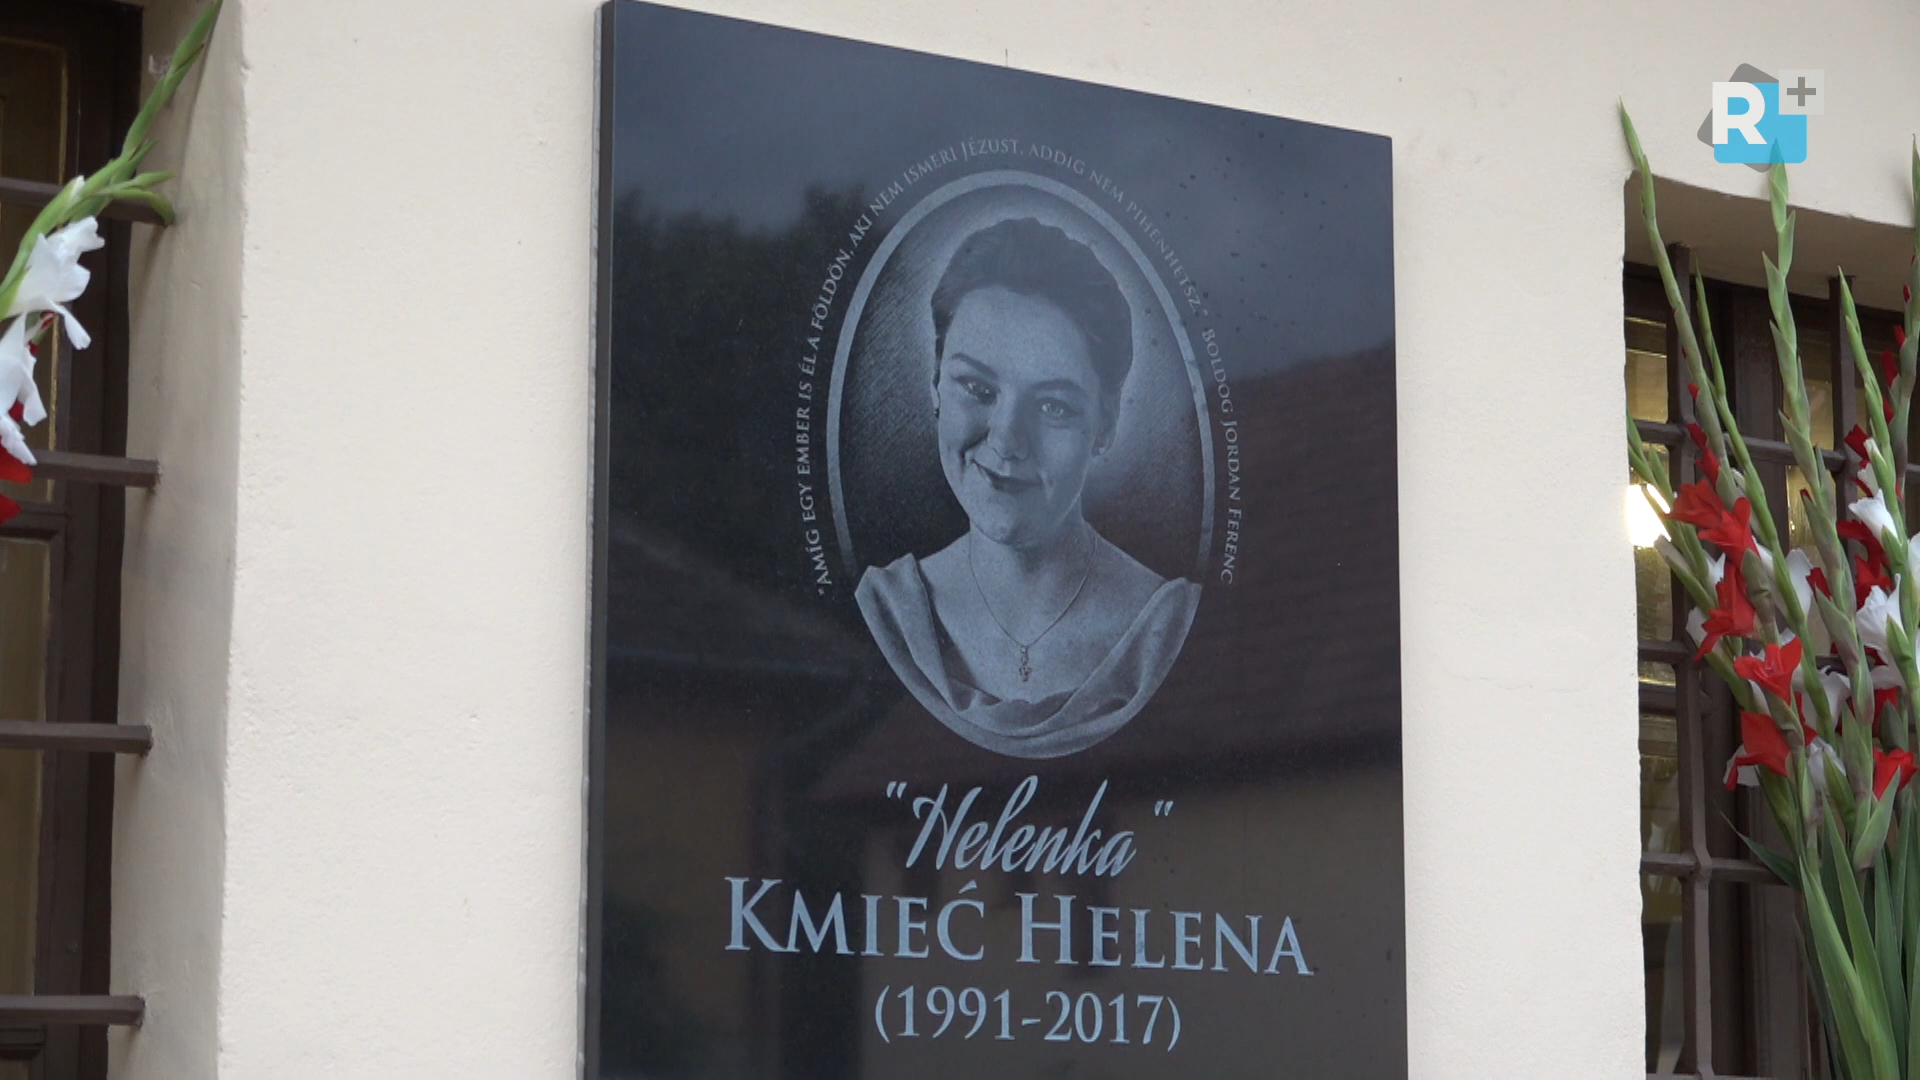 "AMÍG EGY EMBER IS ÉL A FÖLDÖN, AKI NEM ISMERI JÉZUST, ADDIG NEM PIHENHETSZ." BOLDOG JORDÁN FERENC
"Helenka"
KMIEĆ HELENA
(1991-2017)
R+